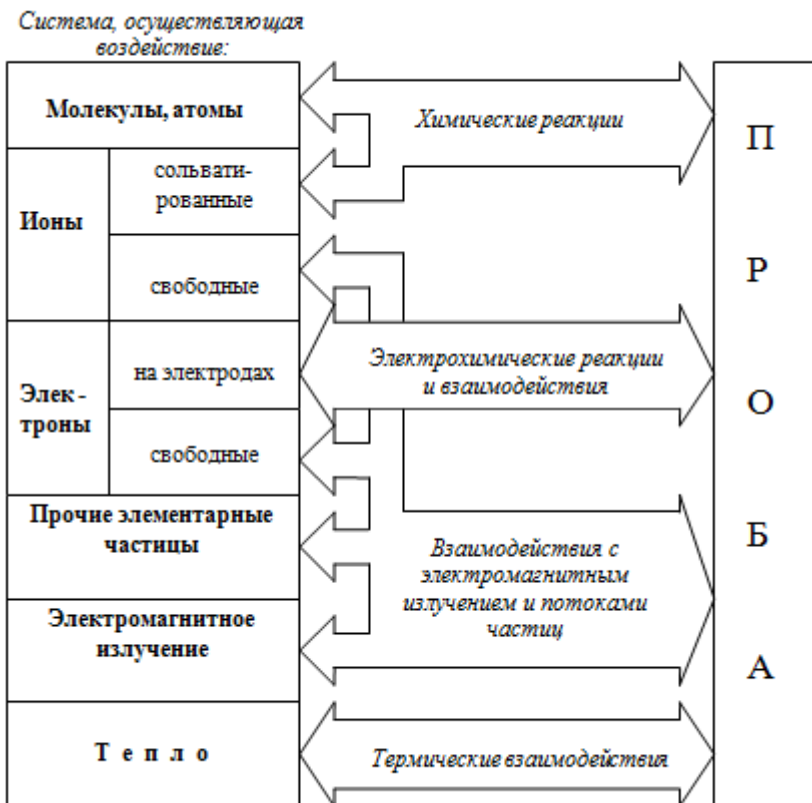 Система, осуществляющая
воздействие:
Молекулы, атомы
Химические реакции
Ионы
сольвати-
рованные
свободные
Элек -
троны
на электродах
свободные
Электрохимические реакции
и взаимодействия
Прочие элементарные
частицы
Взаимодействия с
электромагнитным
излучением и потоками
частиц
Электромагнитное
излучение
Т е п л о
Термические взаимодействия
П
Р
О
Б
А